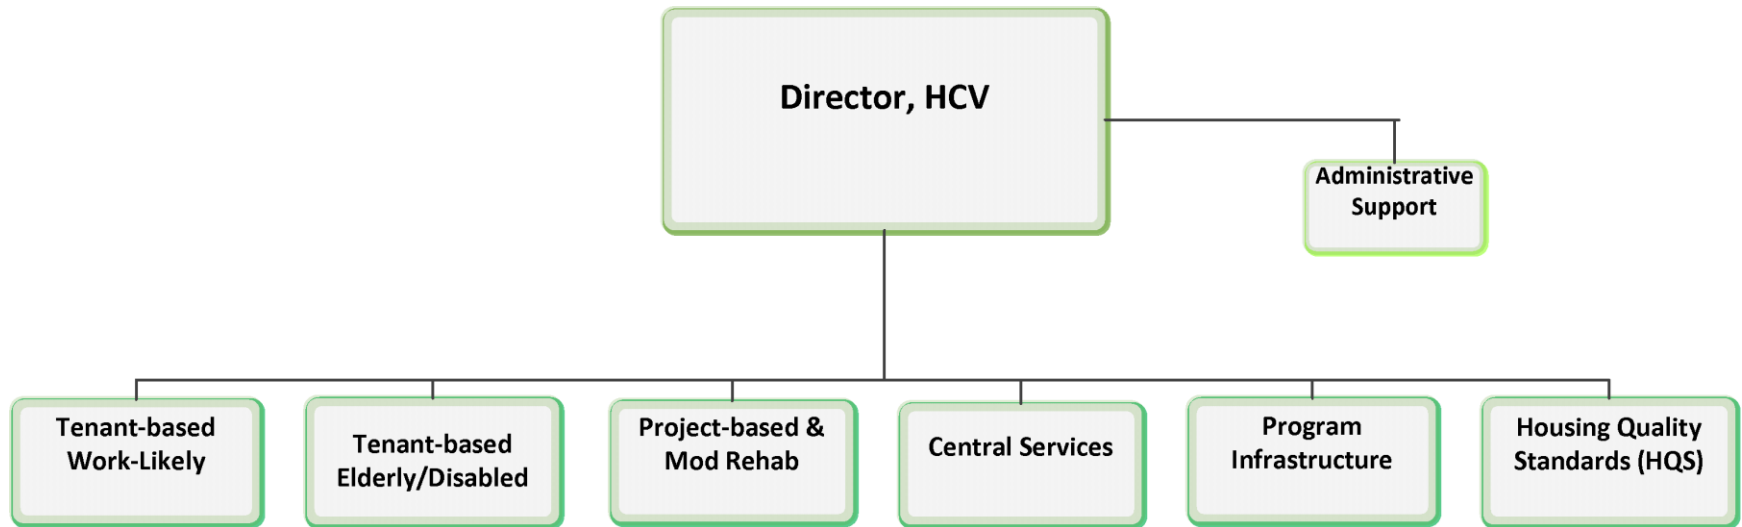 Director, HCV
Administrative
Support
Tenant-based
Work-Likely
Tenant-based
Elderly/Disabled
Project-based &
Mod Rehab
Central Services
Program
Infrastructure
Housing Quality
Standards (HQS)